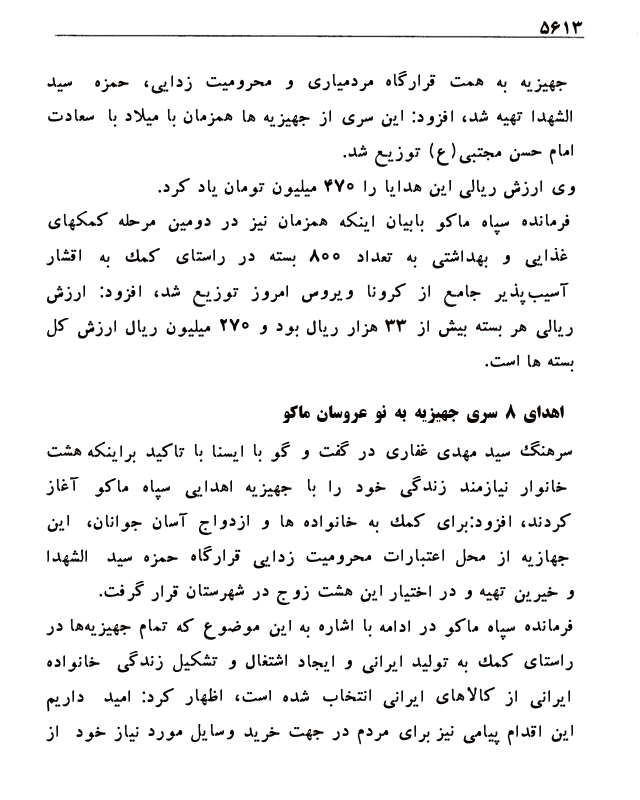 ۵۶۱۳
جهیزیه به همت قرارگاه مردمیاری و محرومیت زدایی، حمزه سید
الشهدا تهیه شد، افزود: این سری از جهیزیه ها همزمان با میلاد با سعادت
امام حسن مجتبی(ع) توزیع شد.
وی ارزش ریالی این هدایا را ۴۷۰ میلیون تومان یاد کرد.
فرمانده سپاه ماکو بابیان اینکه همزمان نیز در دومین مرحله کمکهای
غذایی و بهداشتی به تعداد ۸۰۰ بسته در راستای کمک به اقشار
آسیب‌پذیر جامع از کرونا ویروس امروز توزیع شد، افزود: ارزش
ریالی هر بسته بیش از ۳۳ هزار ریال بود و ۲۷۰ میلیون ریال ارزش کل
بسته ها است.
اهدای ۸ سری جهیزیه به نو عروسان ماکو
سرهنگ سید مهدی غفاری در گفت و گو با ایسنا با تاکید براینکه هشت
خانوار نیازمند زندگی خود را با جهیزیه اهدایی سپاه ماکو آغاز
کردند، افزود:برای کمک به خانواده ها و ازدواج آسان جوانان، این
جهازیه از محل اعتبارات محرومیت زدایی قرارگاه حمزه سید الشهدا
و خیرین تهیه و در اختیار این هشت زوج در شهرستان قرار گرفت.
فرمانده سپاه ماکو در ادامه با اشاره به این موضوع که تمام جهیزیه‌ها در
راستای کمک به تولید ایرانی و ایجاد اشتغال و تشکیل زندگی خانواده
ایرانی از کالاهای ایرانی انتخاب شده است، اظهار کرد: امید داریم
این اقدام پیامی نیز برای مردم در جهت خرید وسایل مورد نیاز خود از